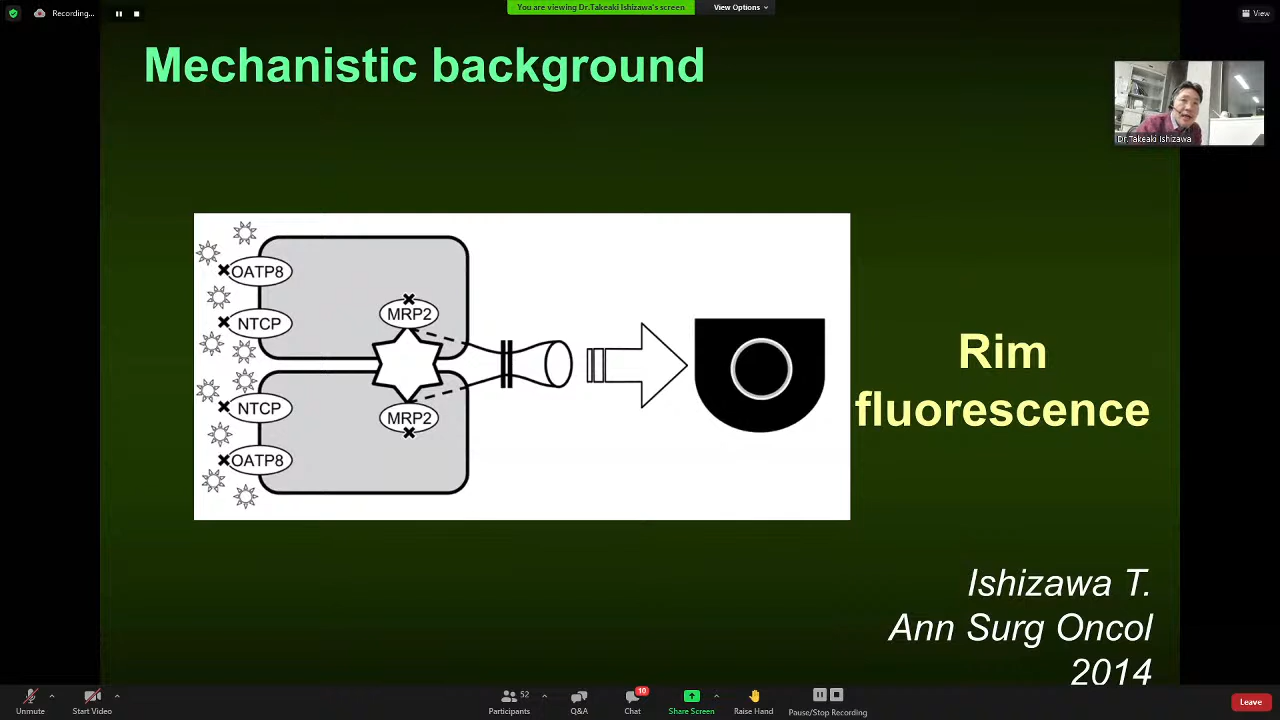 Recording...
You are viewing Dr.Takeaki Ishizawa's screen
View Options
View
Mechanistic background
Dr.Takeaki Ishizawa
OATP8
NTCP
MRP2
NTCP
MRP2
OATP8
Rim
fluorescence
Ishizawa T.
Ann Surg Oncol
2014
Unmute
Start Video
52
Participants
Q&A
10
Chat
Share Screen
Raise Hand
Pause/Stop Recording
Leave